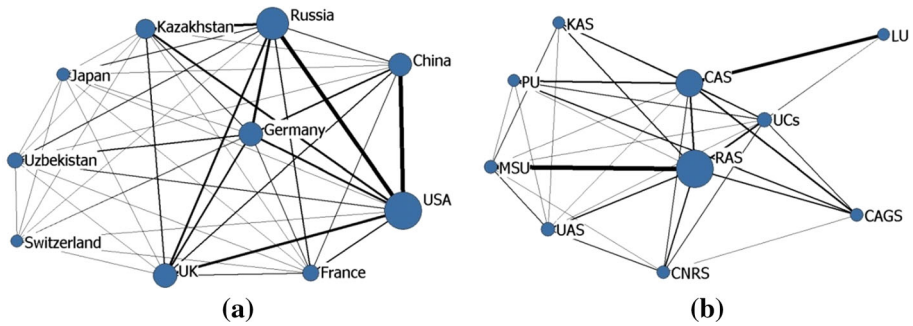 Kazakhstan
Russia
China
Japan
Germany
Uzbekistan
USA
Switzerland
UK
France
(a)
KAS
LU
CAS
PU
UCs
RAS
MSU
CAGS
UAS
CNRS
(b)